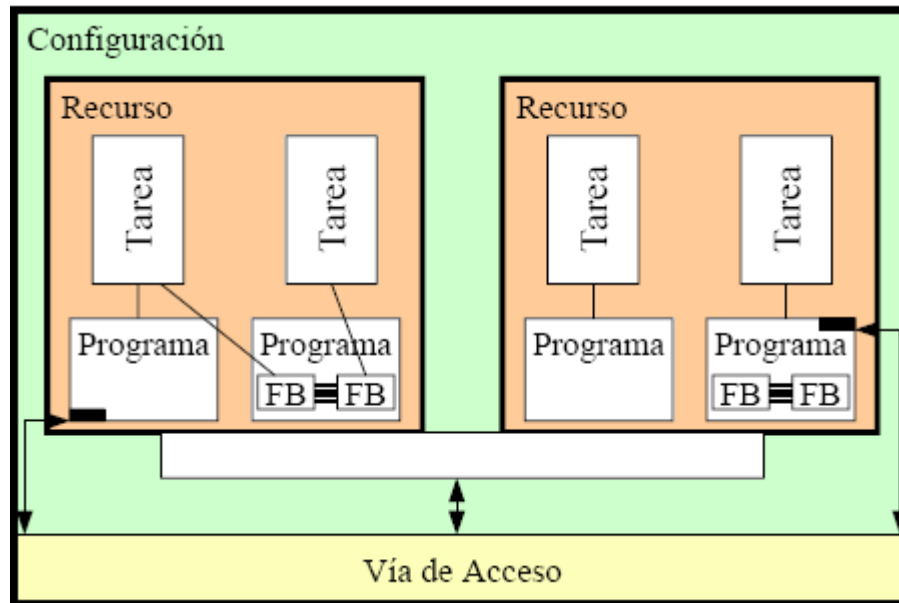 Configuración
Recurso
Recurso
Tarea
Tarea
Tarea
Tarea
Programa
Programa
Programa
Programa
FB
FB
FB
FB
Vía de Acceso